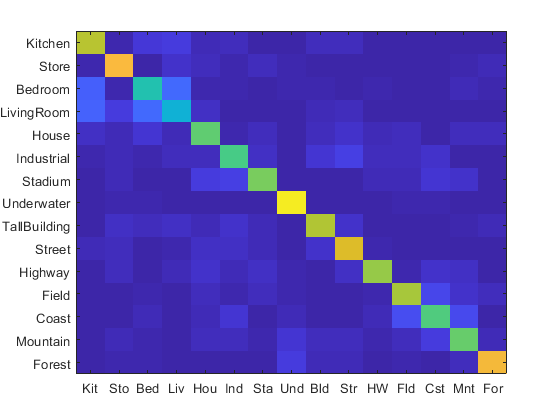 Kitchen
Store
Bedroom
LivingRoom
House
Industrial
Stadium
Underwater
TallBuilding
Street
Highway
Field
Coast
Mountain
Forest
Kit Sto Bed Liv Hou Ind Sta Und Bld Str HW Fld Cst Mnt For